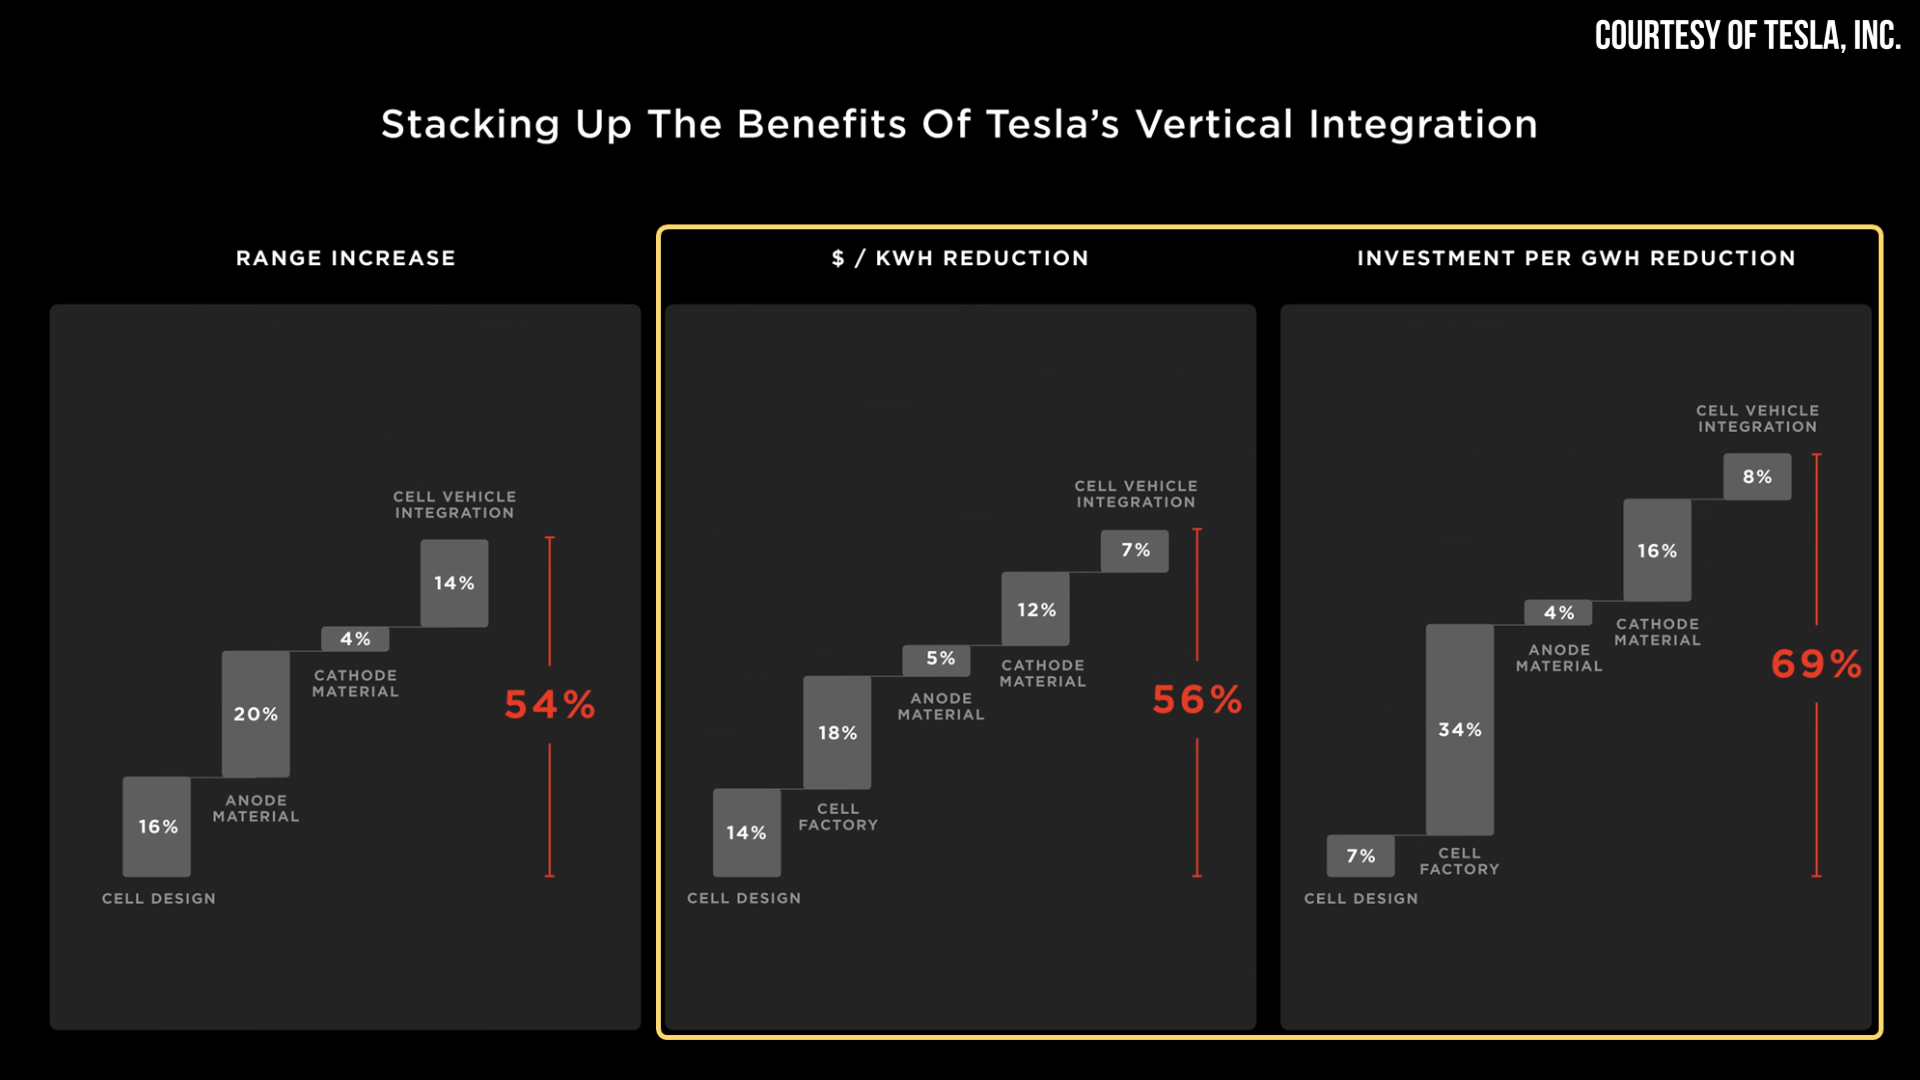 COURTESY OF TESLA, INC.
Stacking Up The Benefits Of Tesla's Vertical Integration
RANGE INCREASE
CELL VEHICLE
INTEGRATION
14%
4%
CATHODE
MATERIAL
20%
ANODE
MATERIAL
16%
CELL DESIGN
54%
$ / KWH REDUCTION
CELL VEHICLE
INTEGRATION
7%
12%
CATHODE
MATERIAL
5%
ANODE
MATERIAL
18%
CELL
FACTORY
14%
CELL DESIGN
56%
INVESTMENT PER GWH REDUCTION
CELL VEHICLE
INTEGRATION
8%
16%
CATHODE
MATERIAL
4%
ANODE
MATERIAL
34%
CELL
FACTORY
7%
CELL DESIGN
69%